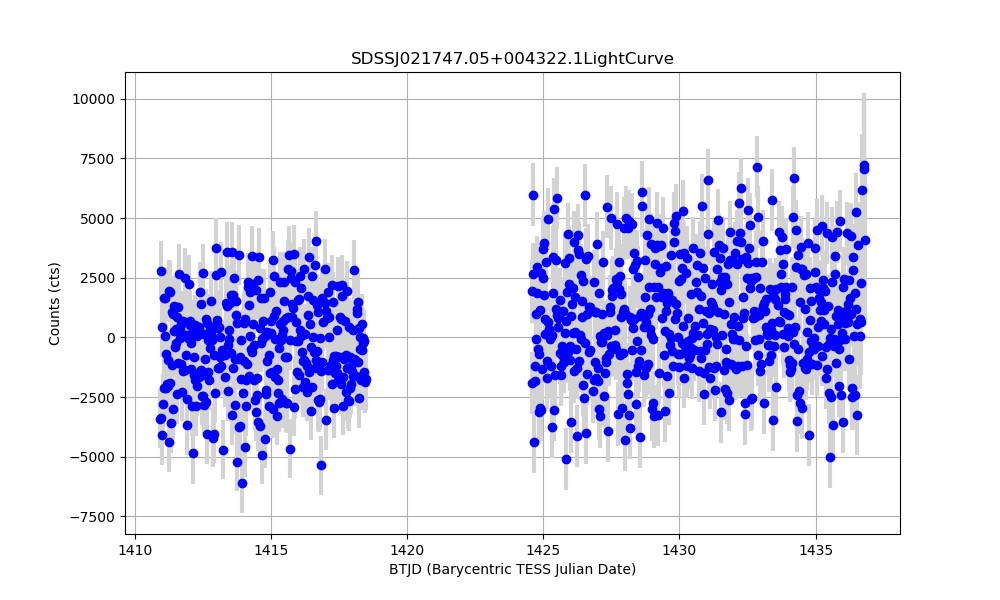 SDSSJ021747.05+004322.1LightCurve
10000
7500
5000
2500
0
−2500
−5000
−7500
Counts (cts)
1410 1415 1420 1425 1430 1435
BTJD (Barycentric TESS Julian Date)